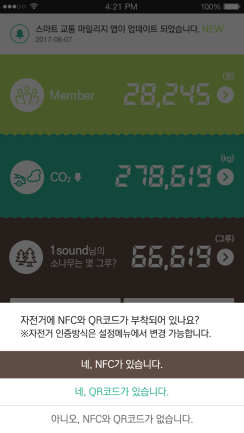 4:21 PM 100%
스마트 교통 마일리지 앱이 업데이트 되었습니다. NEW
2017-06-07
(명)
Member 28,245
(kg)
CO₂ 278,619
(그루)
1sound님의
소나무는 몇 그루? 66,619
자전거에 NFC와 QR코드가 부착되어 있나요?
※자전거 인증방식은 설정메뉴에서 변경 가능합니다.
네, NFC가 있습니다.
네, QR코드가 있습니다.
아니오, NFC와 QR코드가 없습니다.